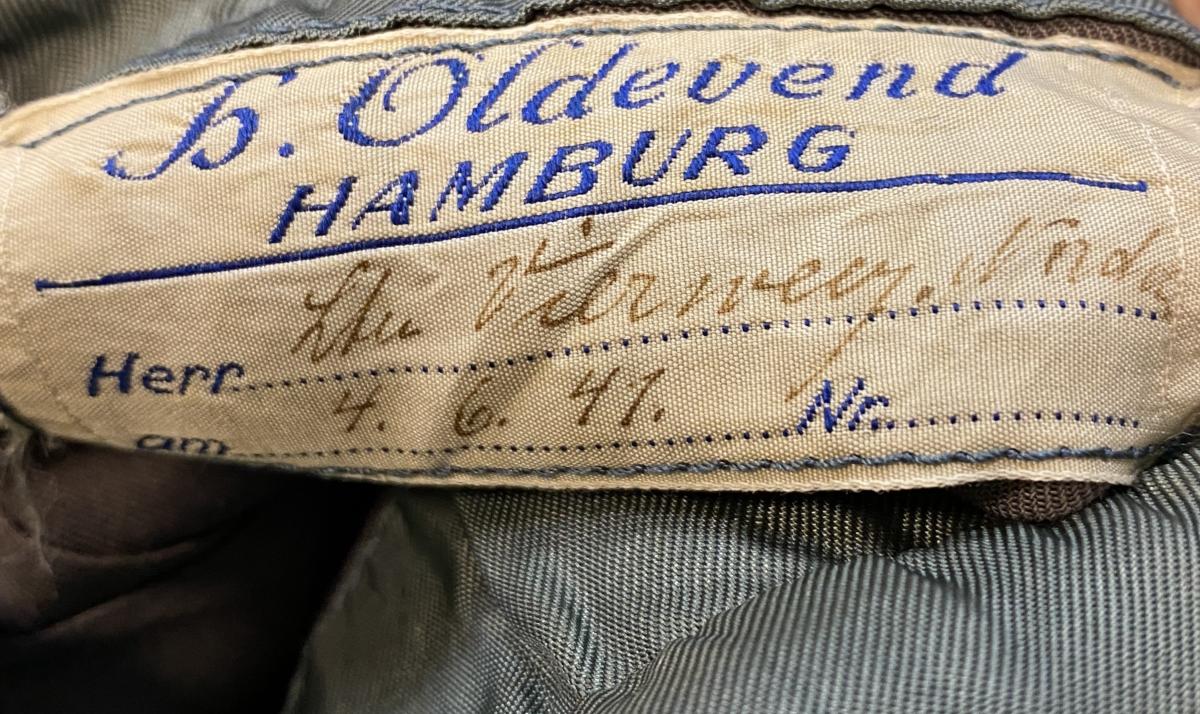 H. Oldevend
HAMBURG
Herr
4. 6. 41.
am Nr.